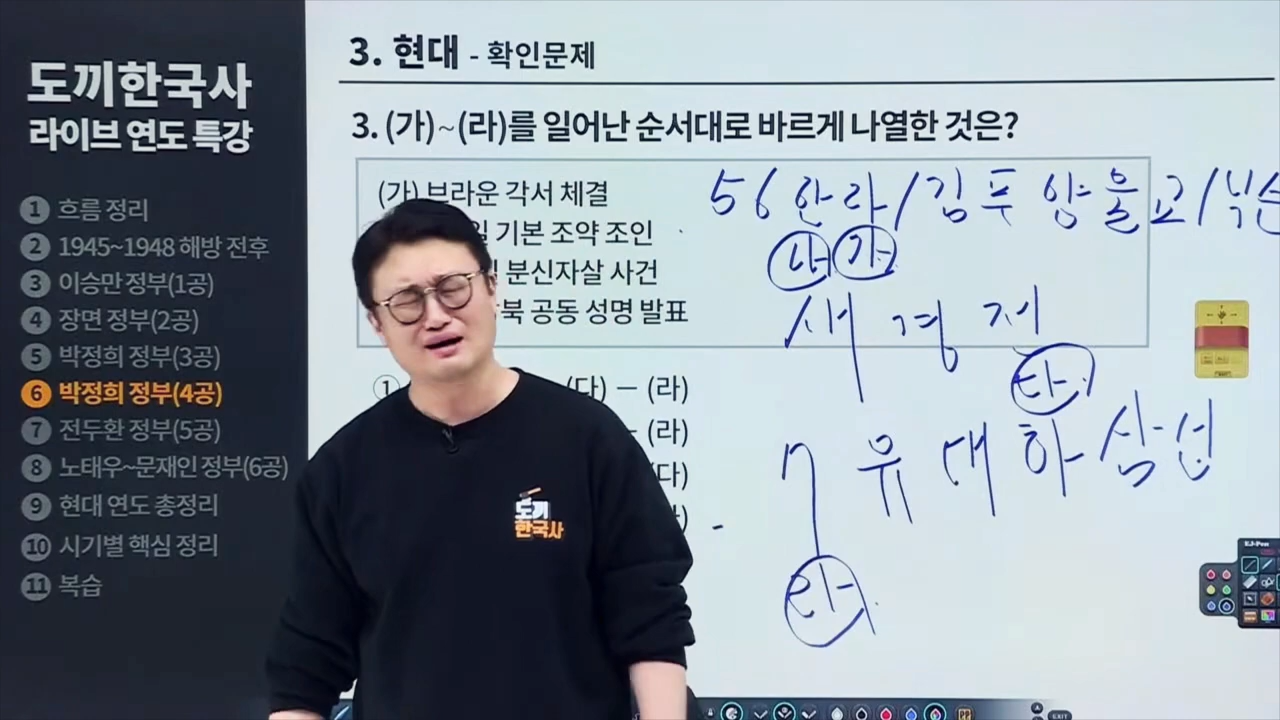 도끼한국사
라이브 연도 특강
1 흐름 정리
2 1945~1948 해방 전후
3 이승만 정부(1공)
4 장면 정부(2공)
5 박정희 정부(3공)
6 박정희 정부(4공)
7 전두환 정부(5공)
8 노태우~문재인 정부(6공)
9 현대 연도 총정리
10 시기별 핵심 정리
11 복습
3. 현대 - 확인문제
3. (가)~(라)를 일어난 순서대로 바르게 나열한 것은?
(가) 브라운 각서 체결
일 기본 조약 조인
분신자살 사건
북 공동 성명 발표
① (다) – (라)
– (라)
(다)
56 한라/김두 양울교/닉슨
나 가
새 경 전
다
7 유 대 하 삼선
라
도끼
한국사
EJ-Pen
EXIT